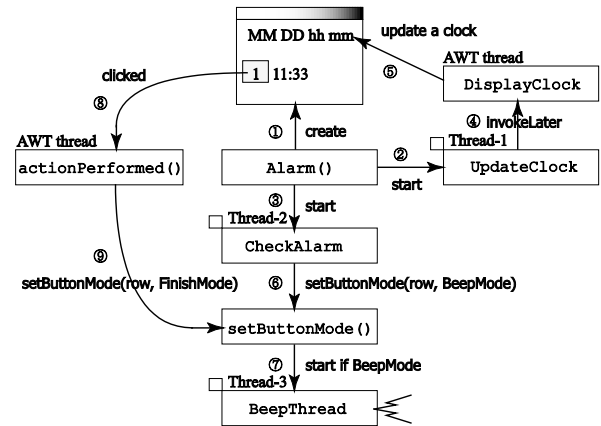 MM DD hh mm
update a clock
⑤
AWT thread
DisplayClock
clicked
1 11:33
⑧
④ invokeLater
① create
AWT thread
Thread-1
actionPerformed()
Alarm()
②
start
UpdateClock
③ start
Thread-2
CheckAlarm
⑨
setButtonMode(row, FinishMode)
⑥ setButtonMode(row, BeepMode)
setButtonMode()
⑦ start if BeepMode
Thread-3
BeepThread